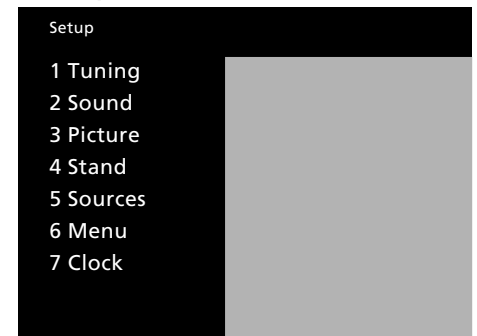 Setup
1 Tuning
2 Sound
3 Picture
4 Stand
5 Sources
6 Menu
7 Clock